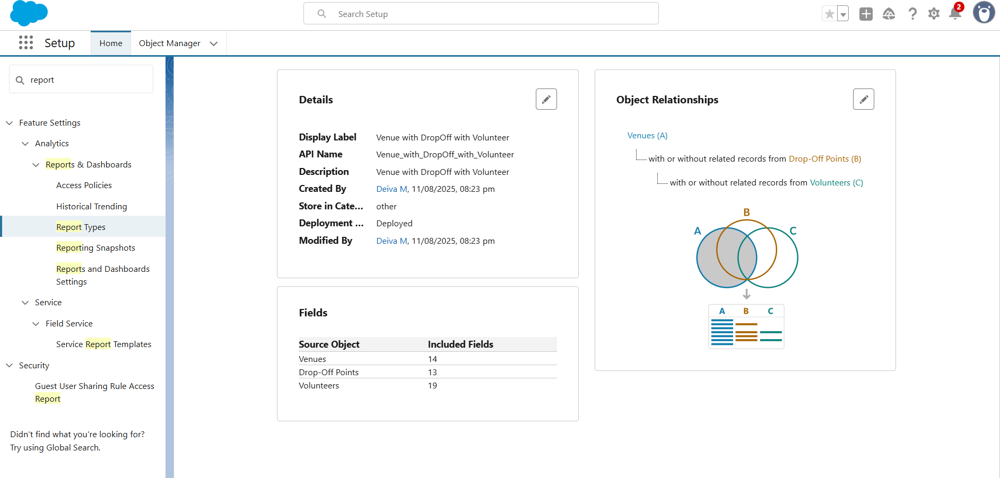 Search Setup
2
Setup
Home
Object Manager
report
Feature Settings
Analytics
Reports & Dashboards
Access Policies
Historical Trending
Report Types
Reporting Snapshots
Reports and Dashboards
Settings
Service
Field Service
Service Report Templates
Security
Guest User Sharing Rule Access
Report
Didn't find what you're looking for?
Try using Global Search.
Details
Display Label Venue with DropOff with Volunteer
API Name Venue_with_DropOff_with_Volunteer
Description Venue with DropOff with Volunteer
Created By Deiva M, 11/08/2025, 08:23 pm
Store in Cate... other
Deployment ... Deployed
Modified By Deiva M, 11/08/2025, 08:23 pm
Fields
Source Object Included Fields
Venues 14
Drop-Off Points 13
Volunteers 19
Object Relationships
Venues (A)
with or without related records from Drop-Off Points (B)
with or without related records from Volunteers (C)
B
A C
A B C